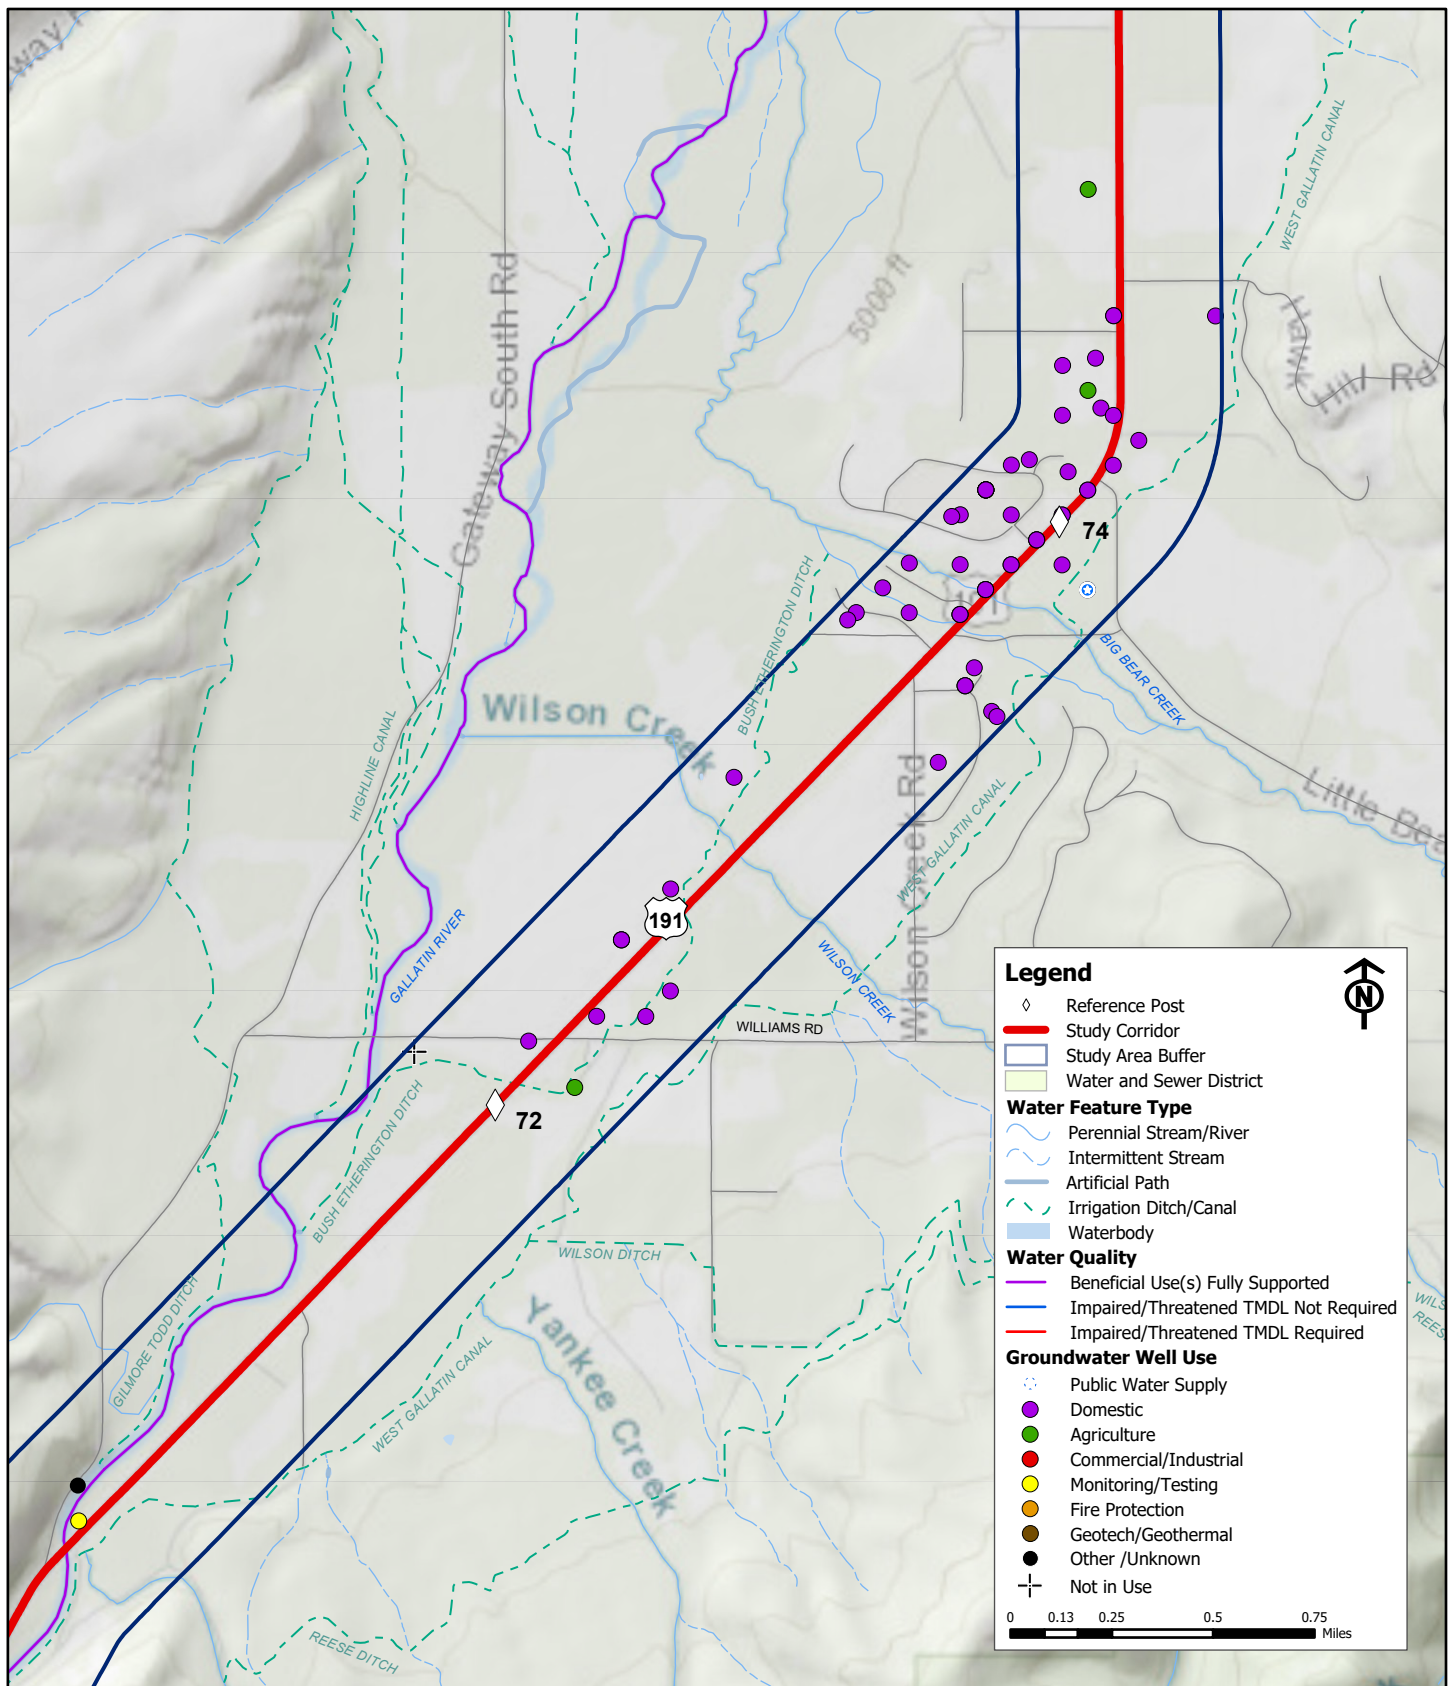 way R
WEST GALLATIN CANAL
Gateway South Rd
5000 ft
Hawk
Hill Rd
74
191
BUSH ETHERINGTON DITCH
BIG BEAR CREEK
Wilson Creek
HIGHLINE CANAL
Little Bea
WEST GALLATIN CANAL
Wilson Creek Rd
191
GALLATIN RIVER
WILSON CREEK
WILLIAMS RD
72
BUSH ETHERINGTON DITCH
WILSON DITCH
GILMORE TODD DITCH
Yankee Creek
WEST GALLATIN CANAL
REESE DITCH
WILS
REES
Legend
N
Reference Post
Study Corridor
Study Area Buffer
Water and Sewer District
Water Feature Type
Perennial Stream/River
Intermittent Stream
Artificial Path
Irrigation Ditch/Canal
Waterbody
Water Quality
Beneficial Use(s) Fully Supported
Impaired/Threatened TMDL Not Required
Impaired/Threatened TMDL Required
Groundwater Well Use
Public Water Supply
Domestic
Agriculture
Commercial/Industrial
Monitoring/Testing
Fire Protection
Geotech/Geothermal
Other /Unknown
Not in Use
0 0.13 0.25 0.5 0.75
Miles